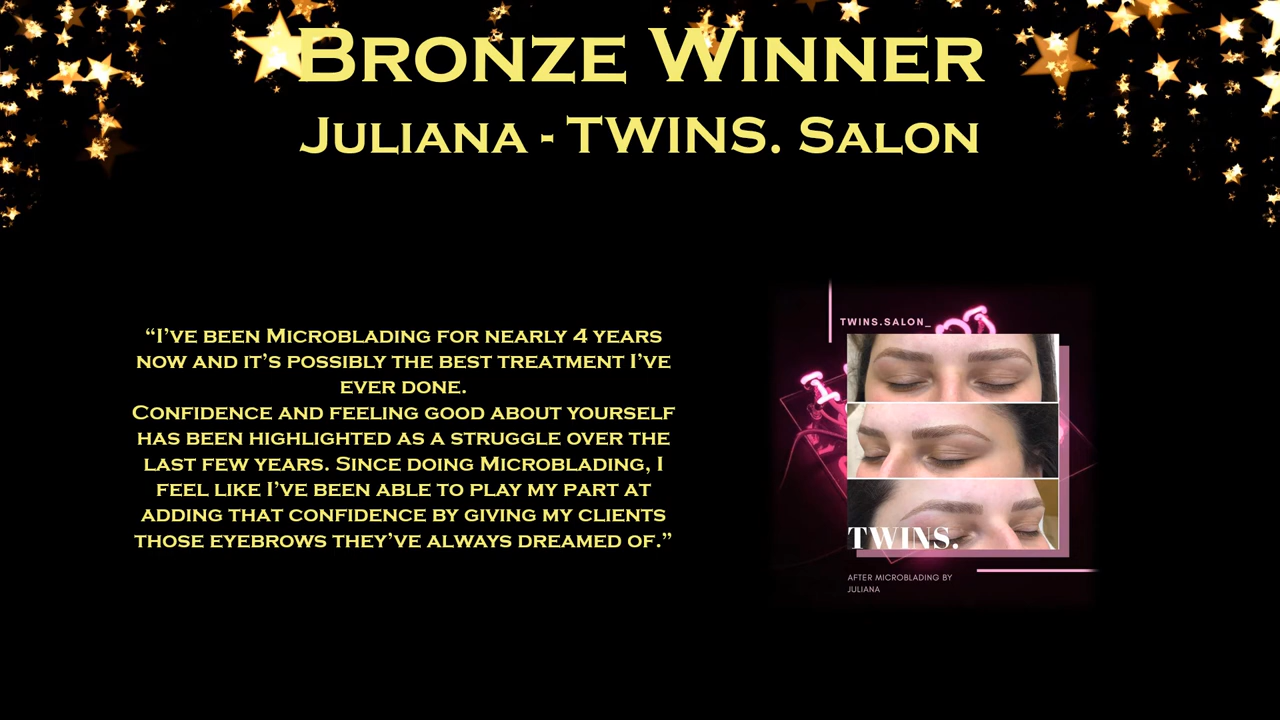 Bronze Winner
Juliana - TWINS. Salon
“I’ve been Microblading for nearly 4 years
now and it’s possibly the best treatment I’ve
ever done.
Confidence and feeling good about yourself
has been highlighted as a struggle over the
last few years. Since doing Microblading, I
feel like I’ve been able to play my part at
adding that confidence by giving my clients
those eyebrows they’ve always dreamed of.”
TWINS.SALON_
TWINS.
AFTER MICROBLADING BY
JULIANA